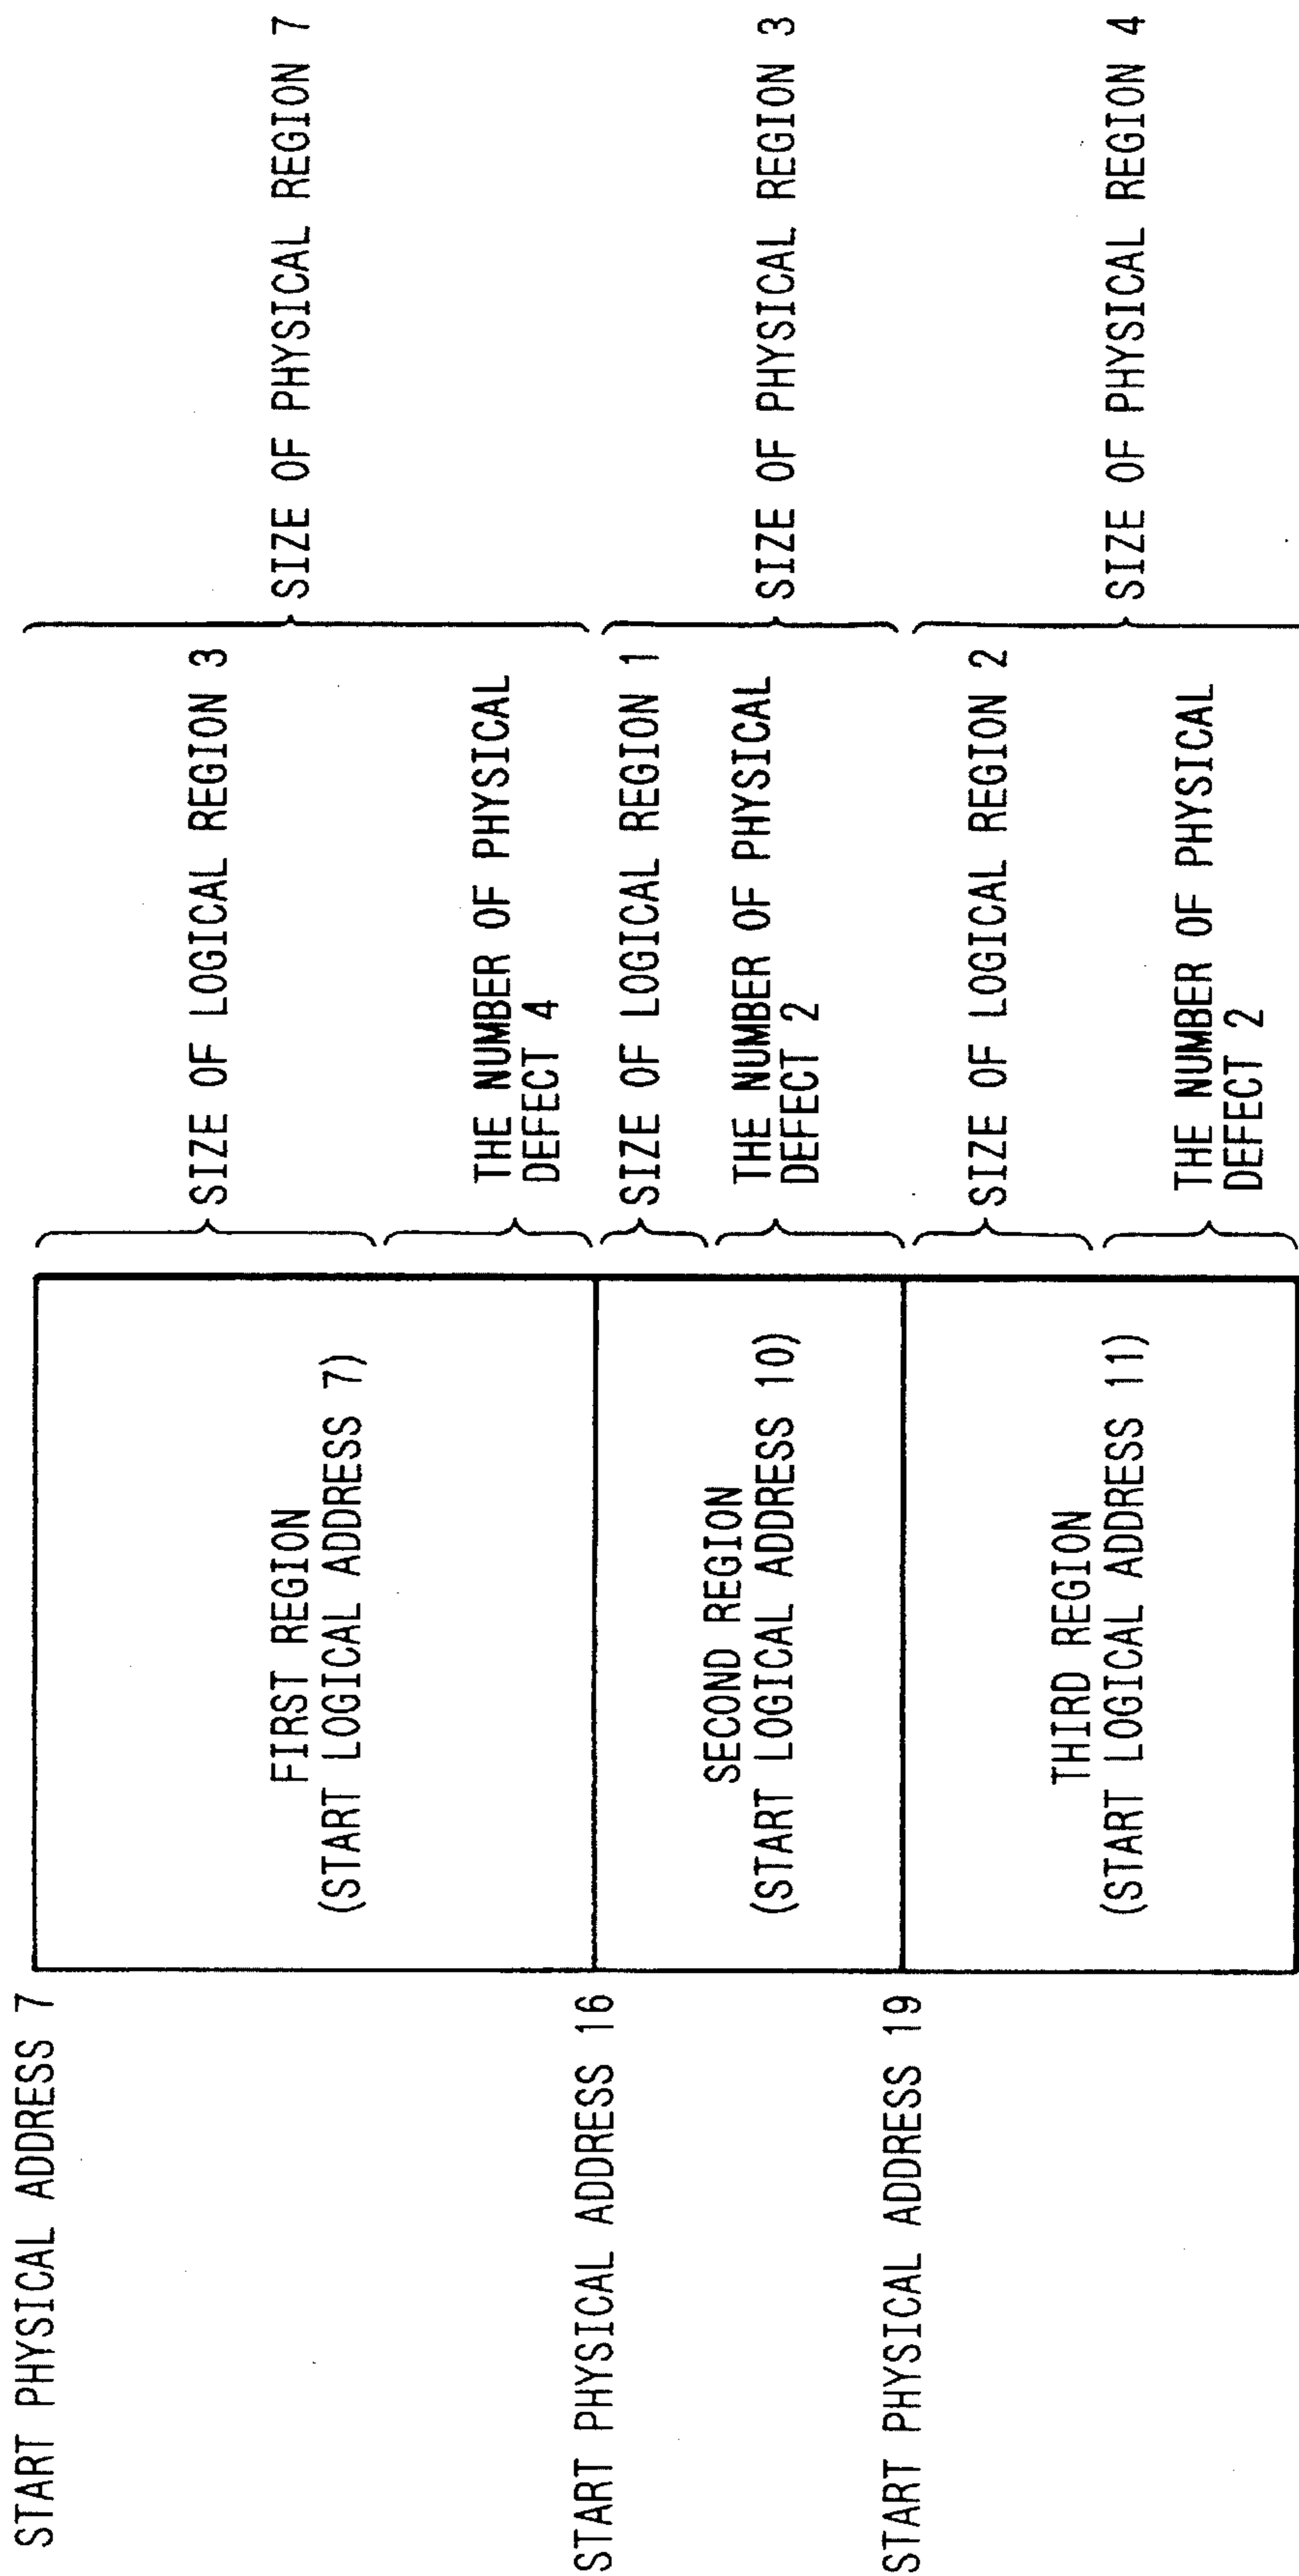 START PHYSICAL ADDRESS 7
FIRST REGION
(START LOGICAL ADDRESS 7)
SIZE OF LOGICAL REGION 3
THE NUMBER OF PHYSICAL
DEFECT 4
SIZE OF PHYSICAL REGION 7
START PHYSICAL ADDRESS 16
SECOND REGION
(START LOGICAL ADDRESS 10)
SIZE OF LOGICAL REGION 1
THE NUMBER OF PHYSICAL
DEFECT 2
SIZE OF PHYSICAL REGION 3
START PHYSICAL ADDRESS 19
THIRD REGION
(START LOGICAL ADDRESS 11)
SIZE OF LOGICAL REGION 2
THE NUMBER OF PHYSICAL
DEFECT 2
SIZE OF PHYSICAL REGION 4